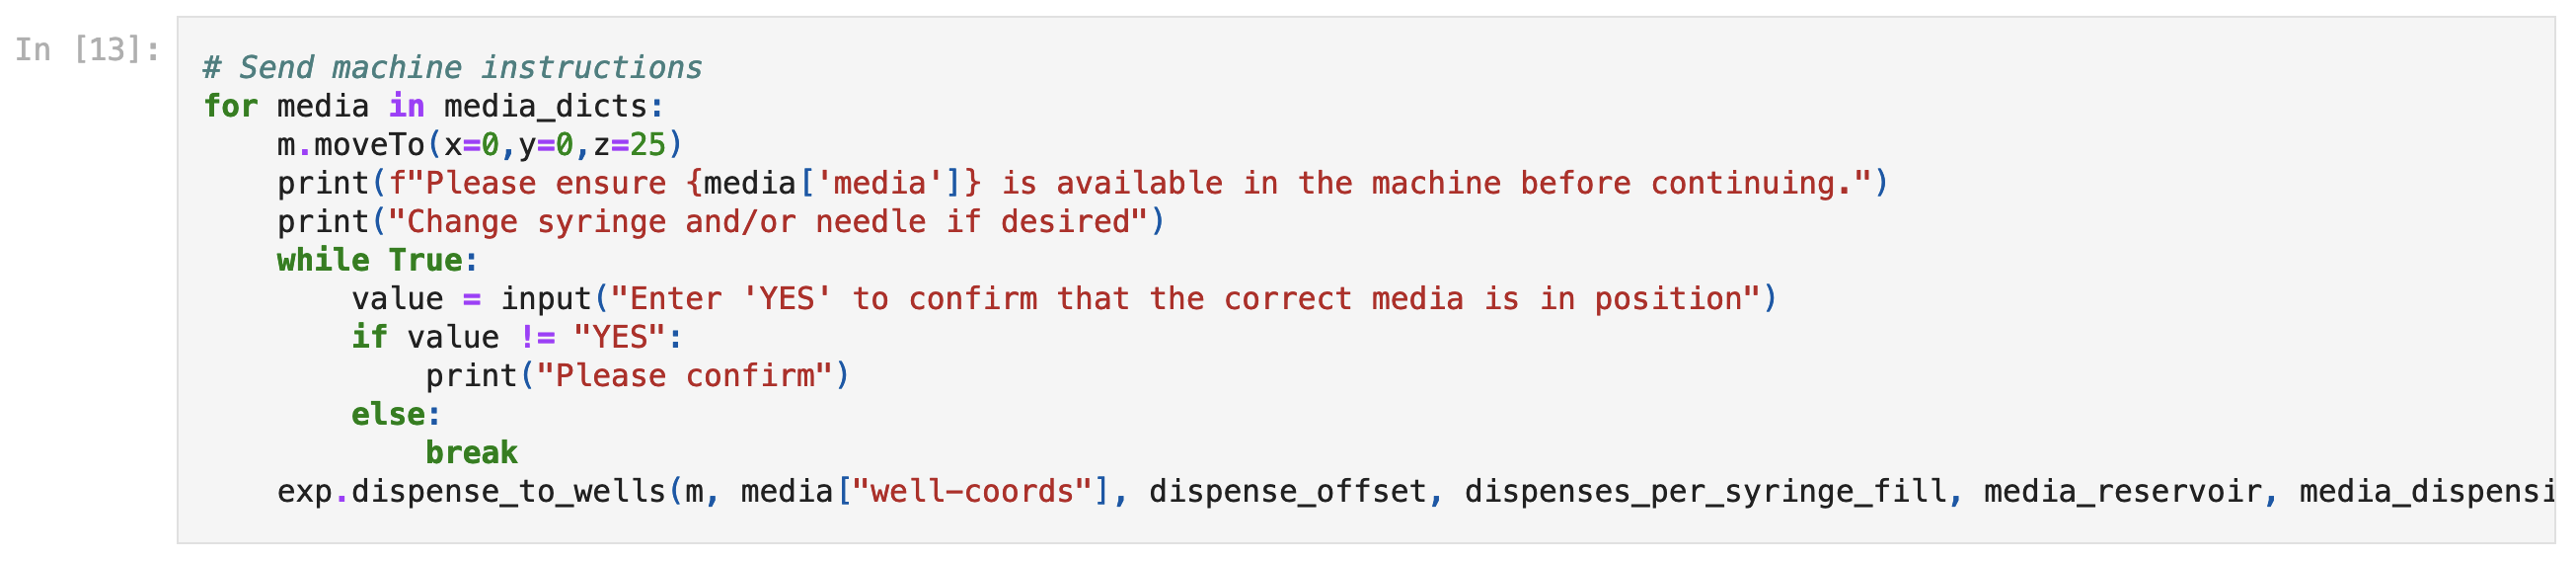 In [13]:
# Send machine instructions
for media in media_dicts:
    m.moveTo(x=0,y=0,z=25)
    print(f"Please ensure {media['media']} is available in the machine before continuing.")
    print("Change syringe and/or needle if desired")
    while True:
        value = input("Enter 'YES' to confirm that the correct media is in position")
        if value != "YES":
            print("Please confirm")
        else:
            break
    exp.dispense_to_wells(m, media["well-coords"], dispense_offset, dispenses_per_syringe_fill, media_reservoir, media_dispensi